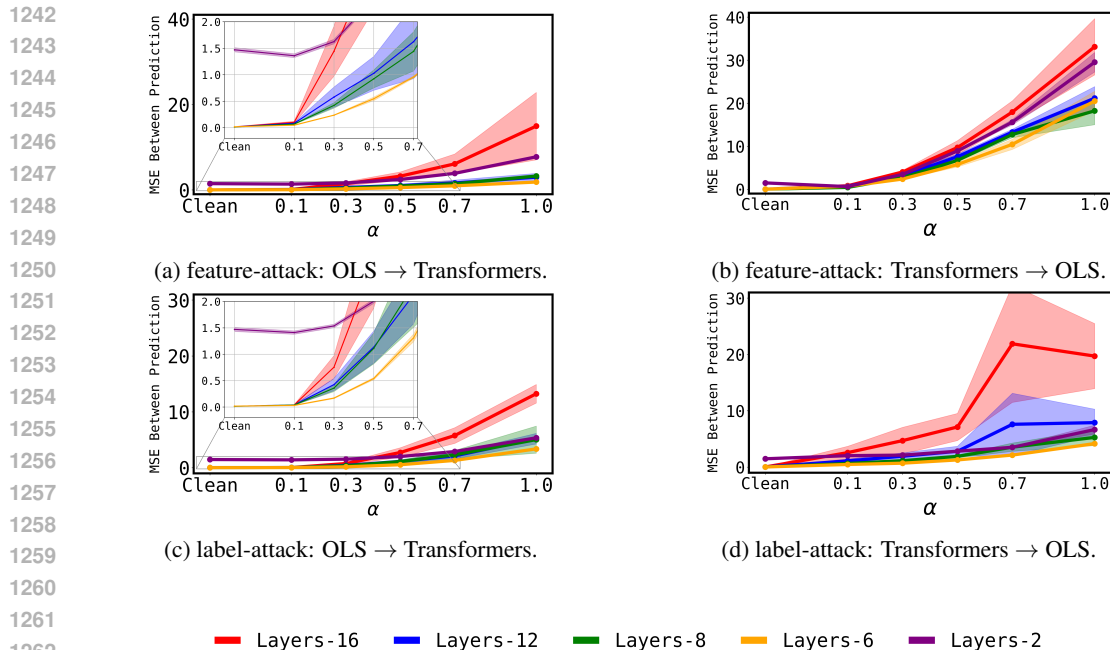 1242
1243
1244
1245
1246
1247
1248
1249
1250
1251
1252
1253
1254
1255
1256
1257
1258
1259
1260
1261
1262
MSE Between Prediction
40
20
0
2.0
1.5
1.0
0.5
0.0
Clean 0.1 0.3 0.5 0.7
Clean 0.1 0.3 0.5 0.7 1.0
α
(a) feature-attack: OLS → Transformers.
MSE Between Prediction
40
30
20
10
0
Clean 0.1 0.3 0.5 0.7 1.0
α
(b) feature-attack: Transformers → OLS.
MSE Between Prediction
30
20
10
0
2.0
1.5
1.0
0.5
0.0
Clean 0.1 0.3 0.5 0.7
Clean 0.1 0.3 0.5 0.7 1.0
α
(c) label-attack: OLS → Transformers.
MSE Between Prediction
30
20
10
0
Clean 0.1 0.3 0.5 0.7 1.0
α
(d) label-attack: Transformers → OLS.
Layers-16 Layers-12 Layers-8 Layers-6 Layers-2